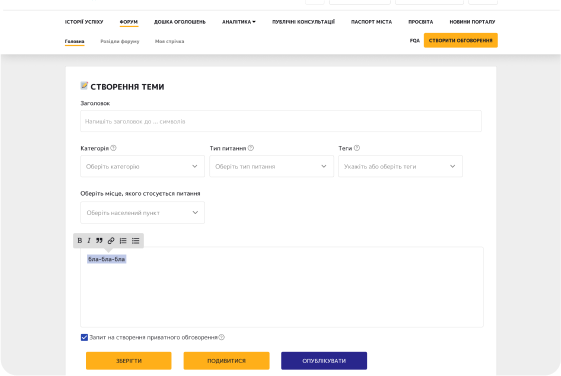 ІСТОРІЇ УСПІХУ ФОРУМ ДОШКА ОГОЛОШЕНЬ АНАЛІТИКА ПУБЛІЧНІ КОНСУЛЬТАЦІЇ ПАСПОРТ МІСТА ПРОСВІТА НОВИНИ ПОРТАЛУ
Головна Розділи форуму Моя стрічка FQA СТВОРИТИ ОБГОВОРЕННЯ
СТВОРЕННЯ ТЕМИ
Заголовок
Напишіть заголовок до ... символів
Категорія Тип питання Теги
Оберіть категорію Оберіть тип питання Укажіть або оберіть теги
Оберіть місце, якого стосується питання
Оберіть населений пункт
B I
бла-бла-бла
Запит на створення приватного обговорення
ЗБЕРЕГТИ ПОДИВИТИСЯ ОПУБЛІКУВАТИ